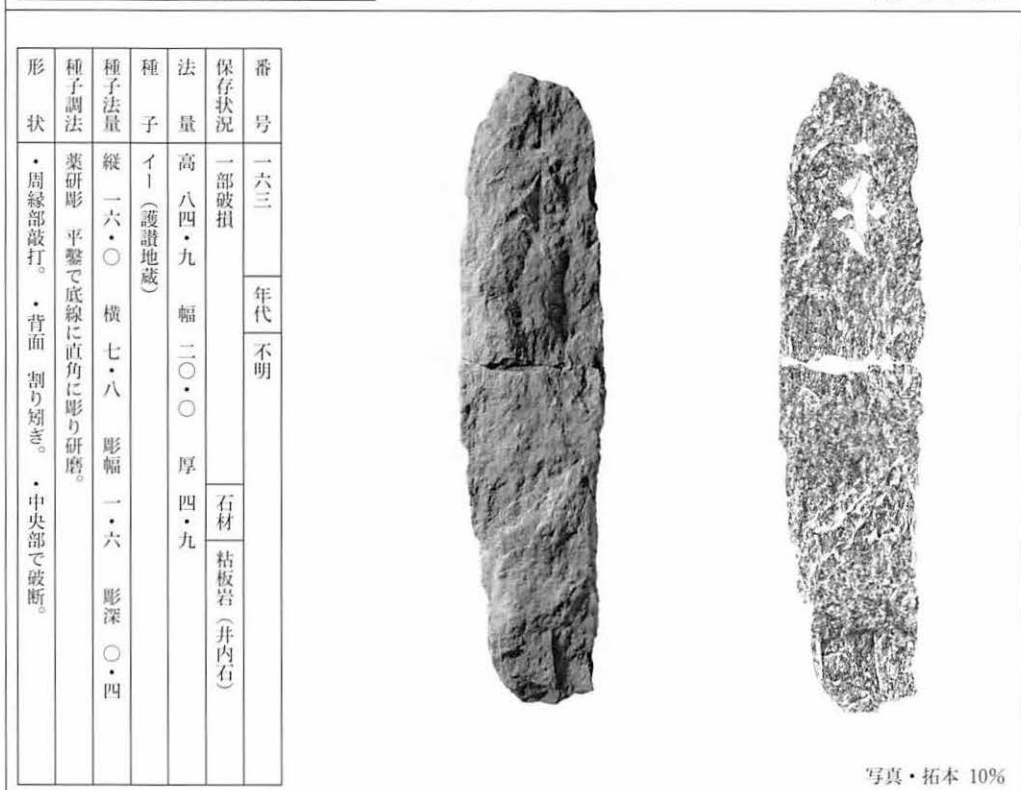 番号 一六三 年代 不明
保存状況 一部破損 石材 粘板岩（井内石）
法量 高 八四・九 幅 二〇・〇 厚 四・九
種子 イー（護讃地蔵）
種子法量 縦 一六・〇 横 七・八 彫幅 一・六 彫深 〇・四
種子調法 薬研彫 平鑿で底線に直角に彫り研磨。
形状 ・周縁部敲打。 ・背面 割り矧ぎ。 ・中央部で破断。
写真・拓本 10%